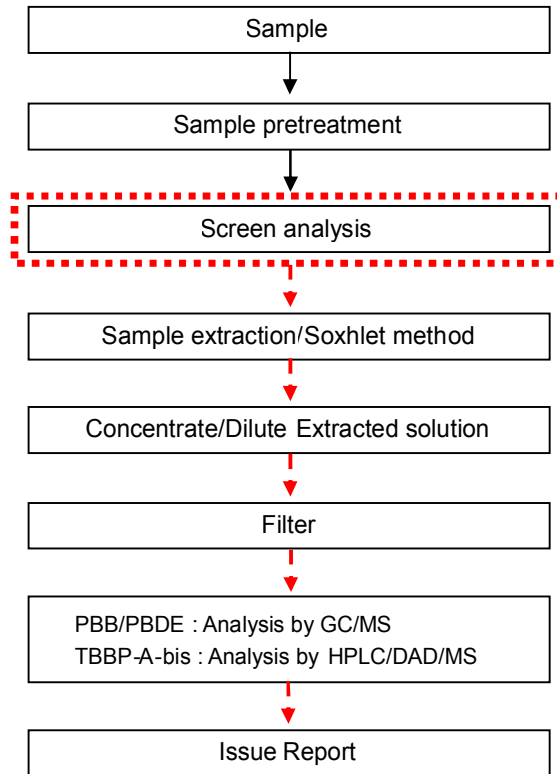 Sample
Sample pretreatment
Screen analysis
Sample extraction/Soxhlet method
Concentrate/Dilute Extracted solution
Filter
PBB/PBDE : Analysis by GC/MS
TBBP-A-bis : Analysis by HPLC/DAD/MS
Issue Report